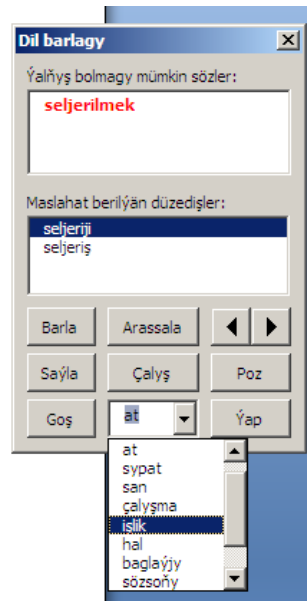 Dil barlagy
Ýalňyş bolmagy mümkin sözler:
seljerilmek
Maslahat berilýän düzedişler:
seljeriji
seljeriş
Barla Arassala
Saýla Çalyş Poz
Goş at Ýap
at
sypat
san
çalyşma
islik
hal
baglaýjy
sözsoňy